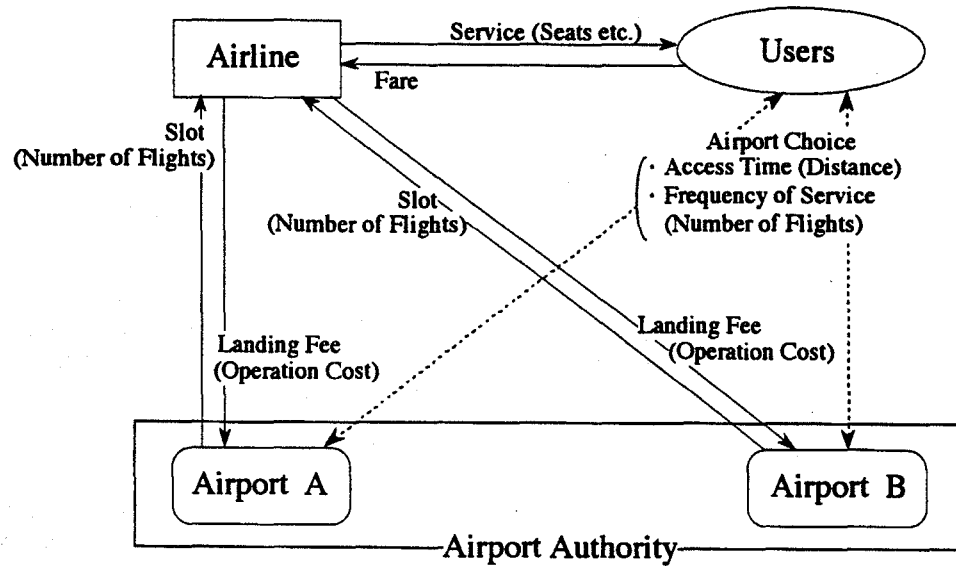 Service (Seats etc.)
Airline
Users
Fare
Slot
(Number of Flights)
Airport Choice
· Access Time (Distance)
· Frequency of Service
(Number of Flights)
Slot
(Number of Flights)
Landing Fee
(Operation Cost)
Landing Fee
(Operation Cost)
Airport A
Airport B
Airport Authority